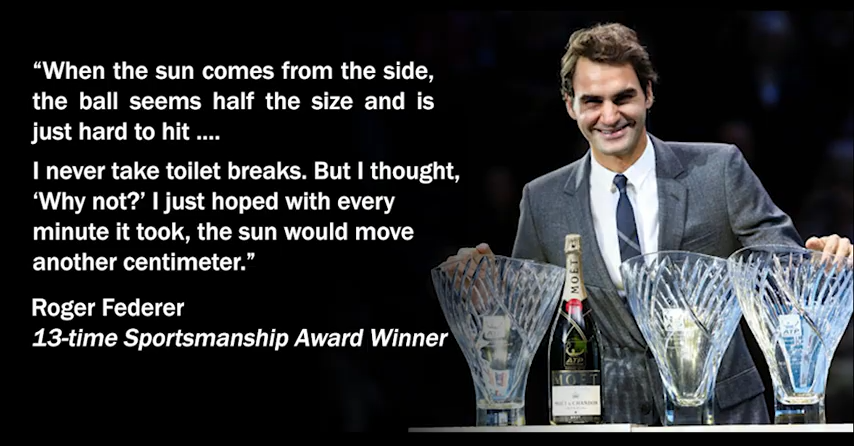 “When the sun comes from the side,
the ball seems half the size and is
just hard to hit ....
I never take toilet breaks. But I thought,
‘Why not?’ I just hoped with every
minute it took, the sun would move
another centimeter.”
Roger Federer
13-time Sportsmanship Award Winner
MOËT
ATP
MOËT
MOËT & CHANDON